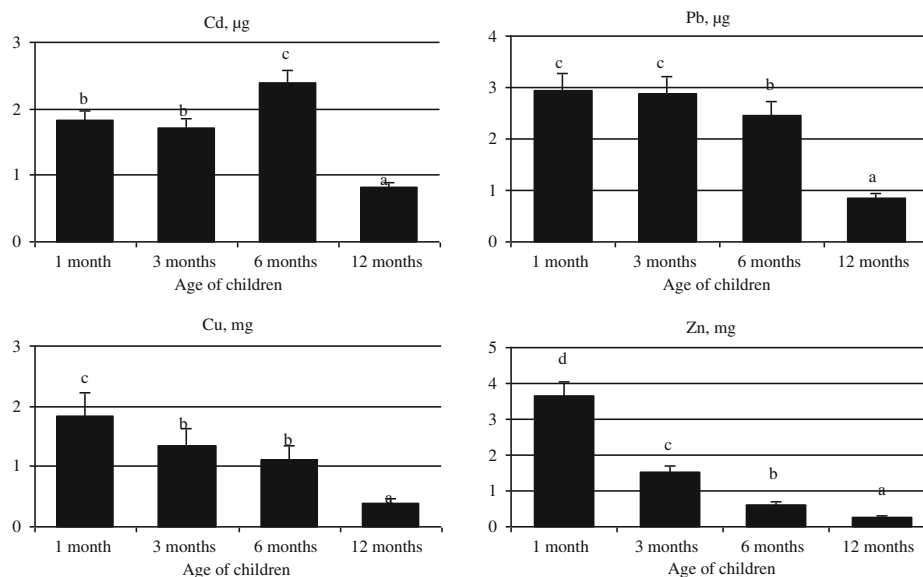 Cd, µg
3
2
1
0
b
b
c
a
1 month 3 months 6 months 12 months
Age of children
Pb, µg
4
3
2
1
0
c
c
b
a
1 month 3 months 6 months 12 months
Age of children
Cu, mg
3
2
1
0
c
b
b
a
1 month 3 months 6 months 12 months
Age of children
Zn, mg
5
4
3
2
1
0
d
c
b
a
1 month 3 months 6 months 12 months
Age of children